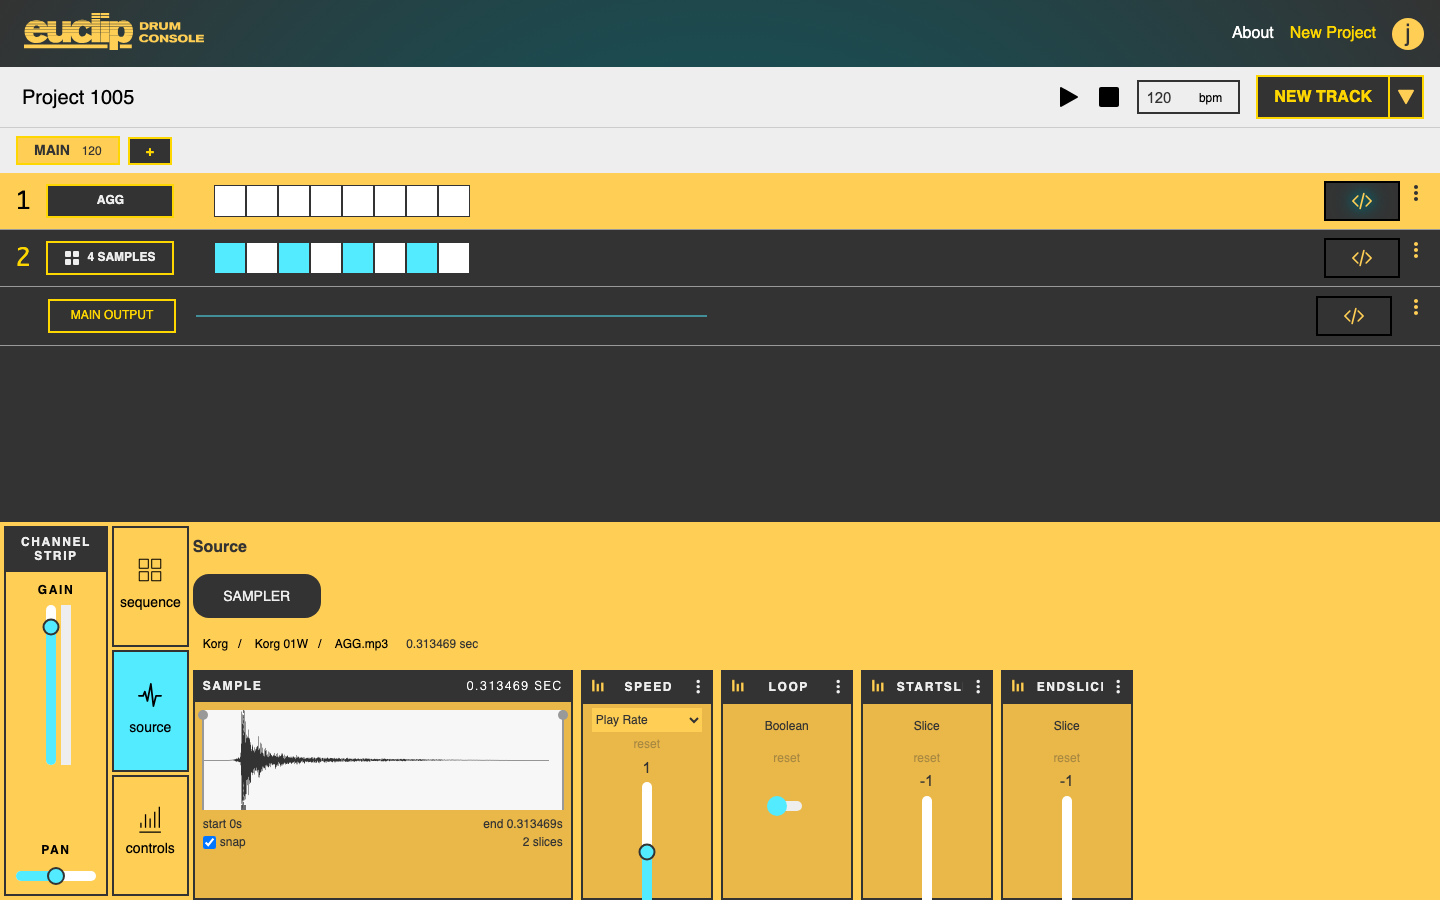 euclip DRUM CONSOLE
About New Project j
Project 1005
120 bpm
NEW TRACK
MAIN 120
+
1 AGG
</>
2 4 SAMPLES
</>
MAIN OUTPUT
</>
CHANNEL STRIP
GAIN
PAN
sequence
source
controls
Source
SAMPLER
Korg / Korg 01W / AGG.mp3 0.313469 sec
SAMPLE 0.313469 SEC
start 0s end 0.313469s
snap 2 slices
SPEED
Play Rate
reset
1
LOOP
Boolean
reset
STARTSL
Slice
reset
-1
ENDSLICI
Slice
reset
-1